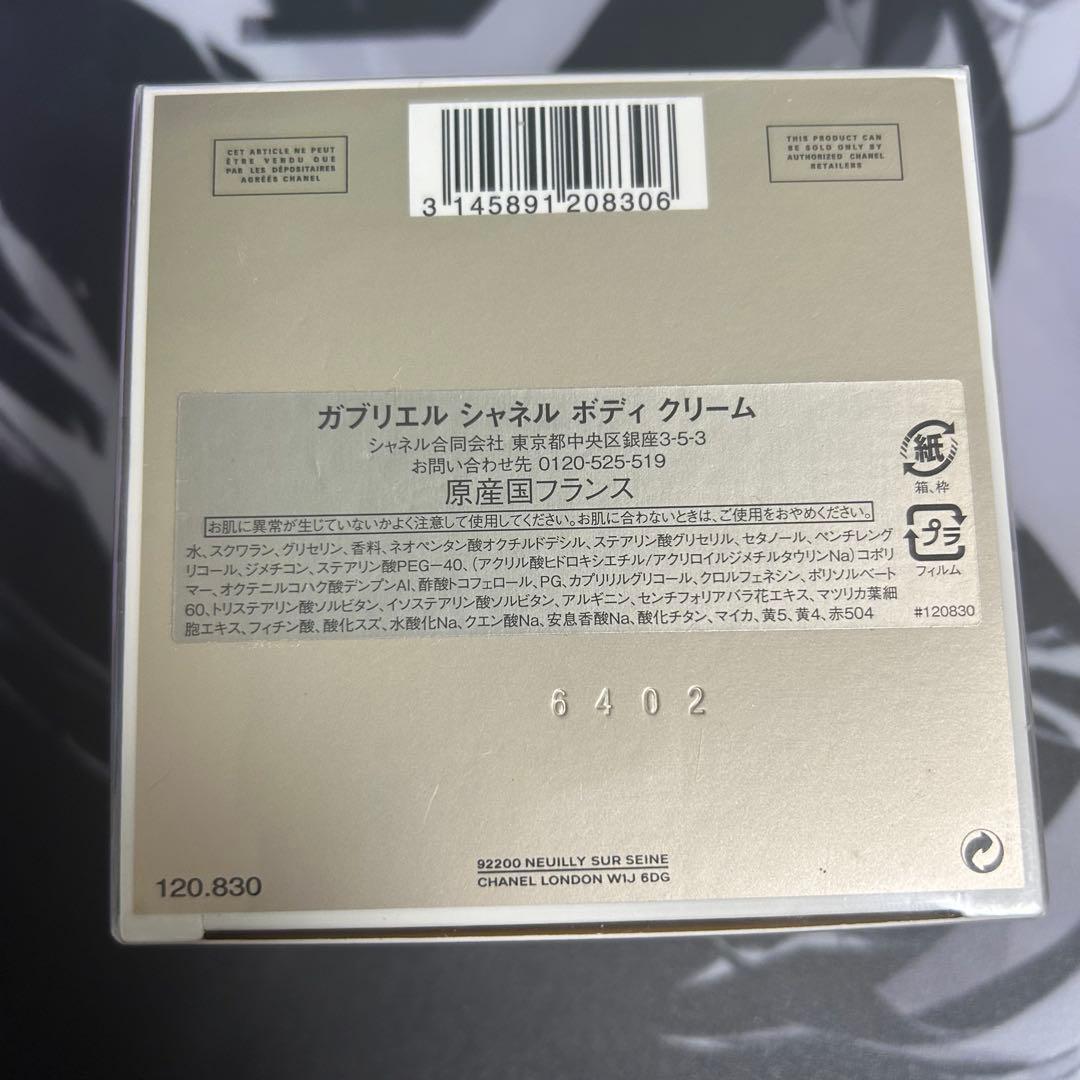 CET ARTICLE NE PEUT
ÊTRE VENDU QUE
PAR LES DÉPOSITAIRES
AGRÉÉS CHANEL
3 145891 208306
THIS PRODUCT CAN
BE SOLD ONLY BY
AUTHORIZED CHANEL
RETAILERS
ガブリエル シャネル ボディ クリーム
シャネル合同会社 東京都中央区銀座3-5-3
お問い合わせ先 0120-525-519
原産国フランス
お肌に異常が生じていないかよく注意して使用してください。お肌に合わないときは、ご使用をおやめください。
水、スクワラン、グリセリン、香料、ネオペンタン酸オクチルドデシル、ステアリン酸グリセリル、セタノール、ペンチレング
リコール、ジメチコン、ステアリン酸PEG-40、(アクリル酸ヒドロキシエチル/アクリロイルジメチルタウリンNa)コポリ
マー、オクテニルコハク酸デンプンAl、酢酸トコフェロール、PG、カプリリルグリコール、クロルフェネシン、ポリソルベート
60、トリステアリン酸ソルビタン、イソステアリン酸ソルビタン、アルギニン、センチフォリアバラ花エキス、マツリカ葉細
胞エキス、フィチン酸、酸化スズ、水酸化Na、クエン酸Na、安息香酸Na、酸化チタン、マイカ、黄5、黄4、赤504
紙
箱、枠
プラ
フィルム
#120830
6402
120.830
92200 NEUILLY SUR SEINE
CHANEL LONDON W1J 6DG